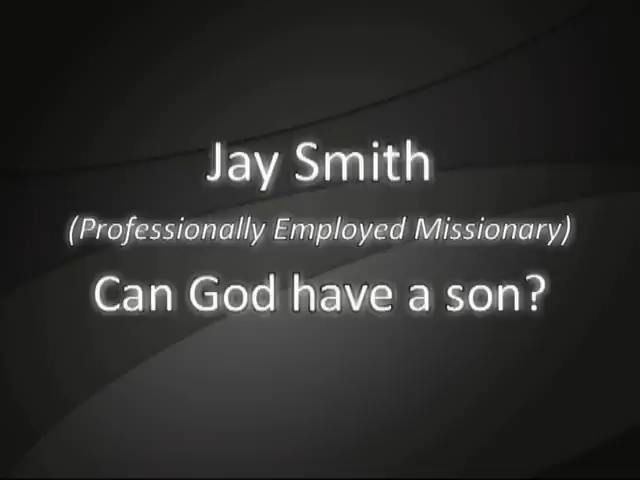 Jay Smith
(Professionally Employed Missionary)
Can God have a son?